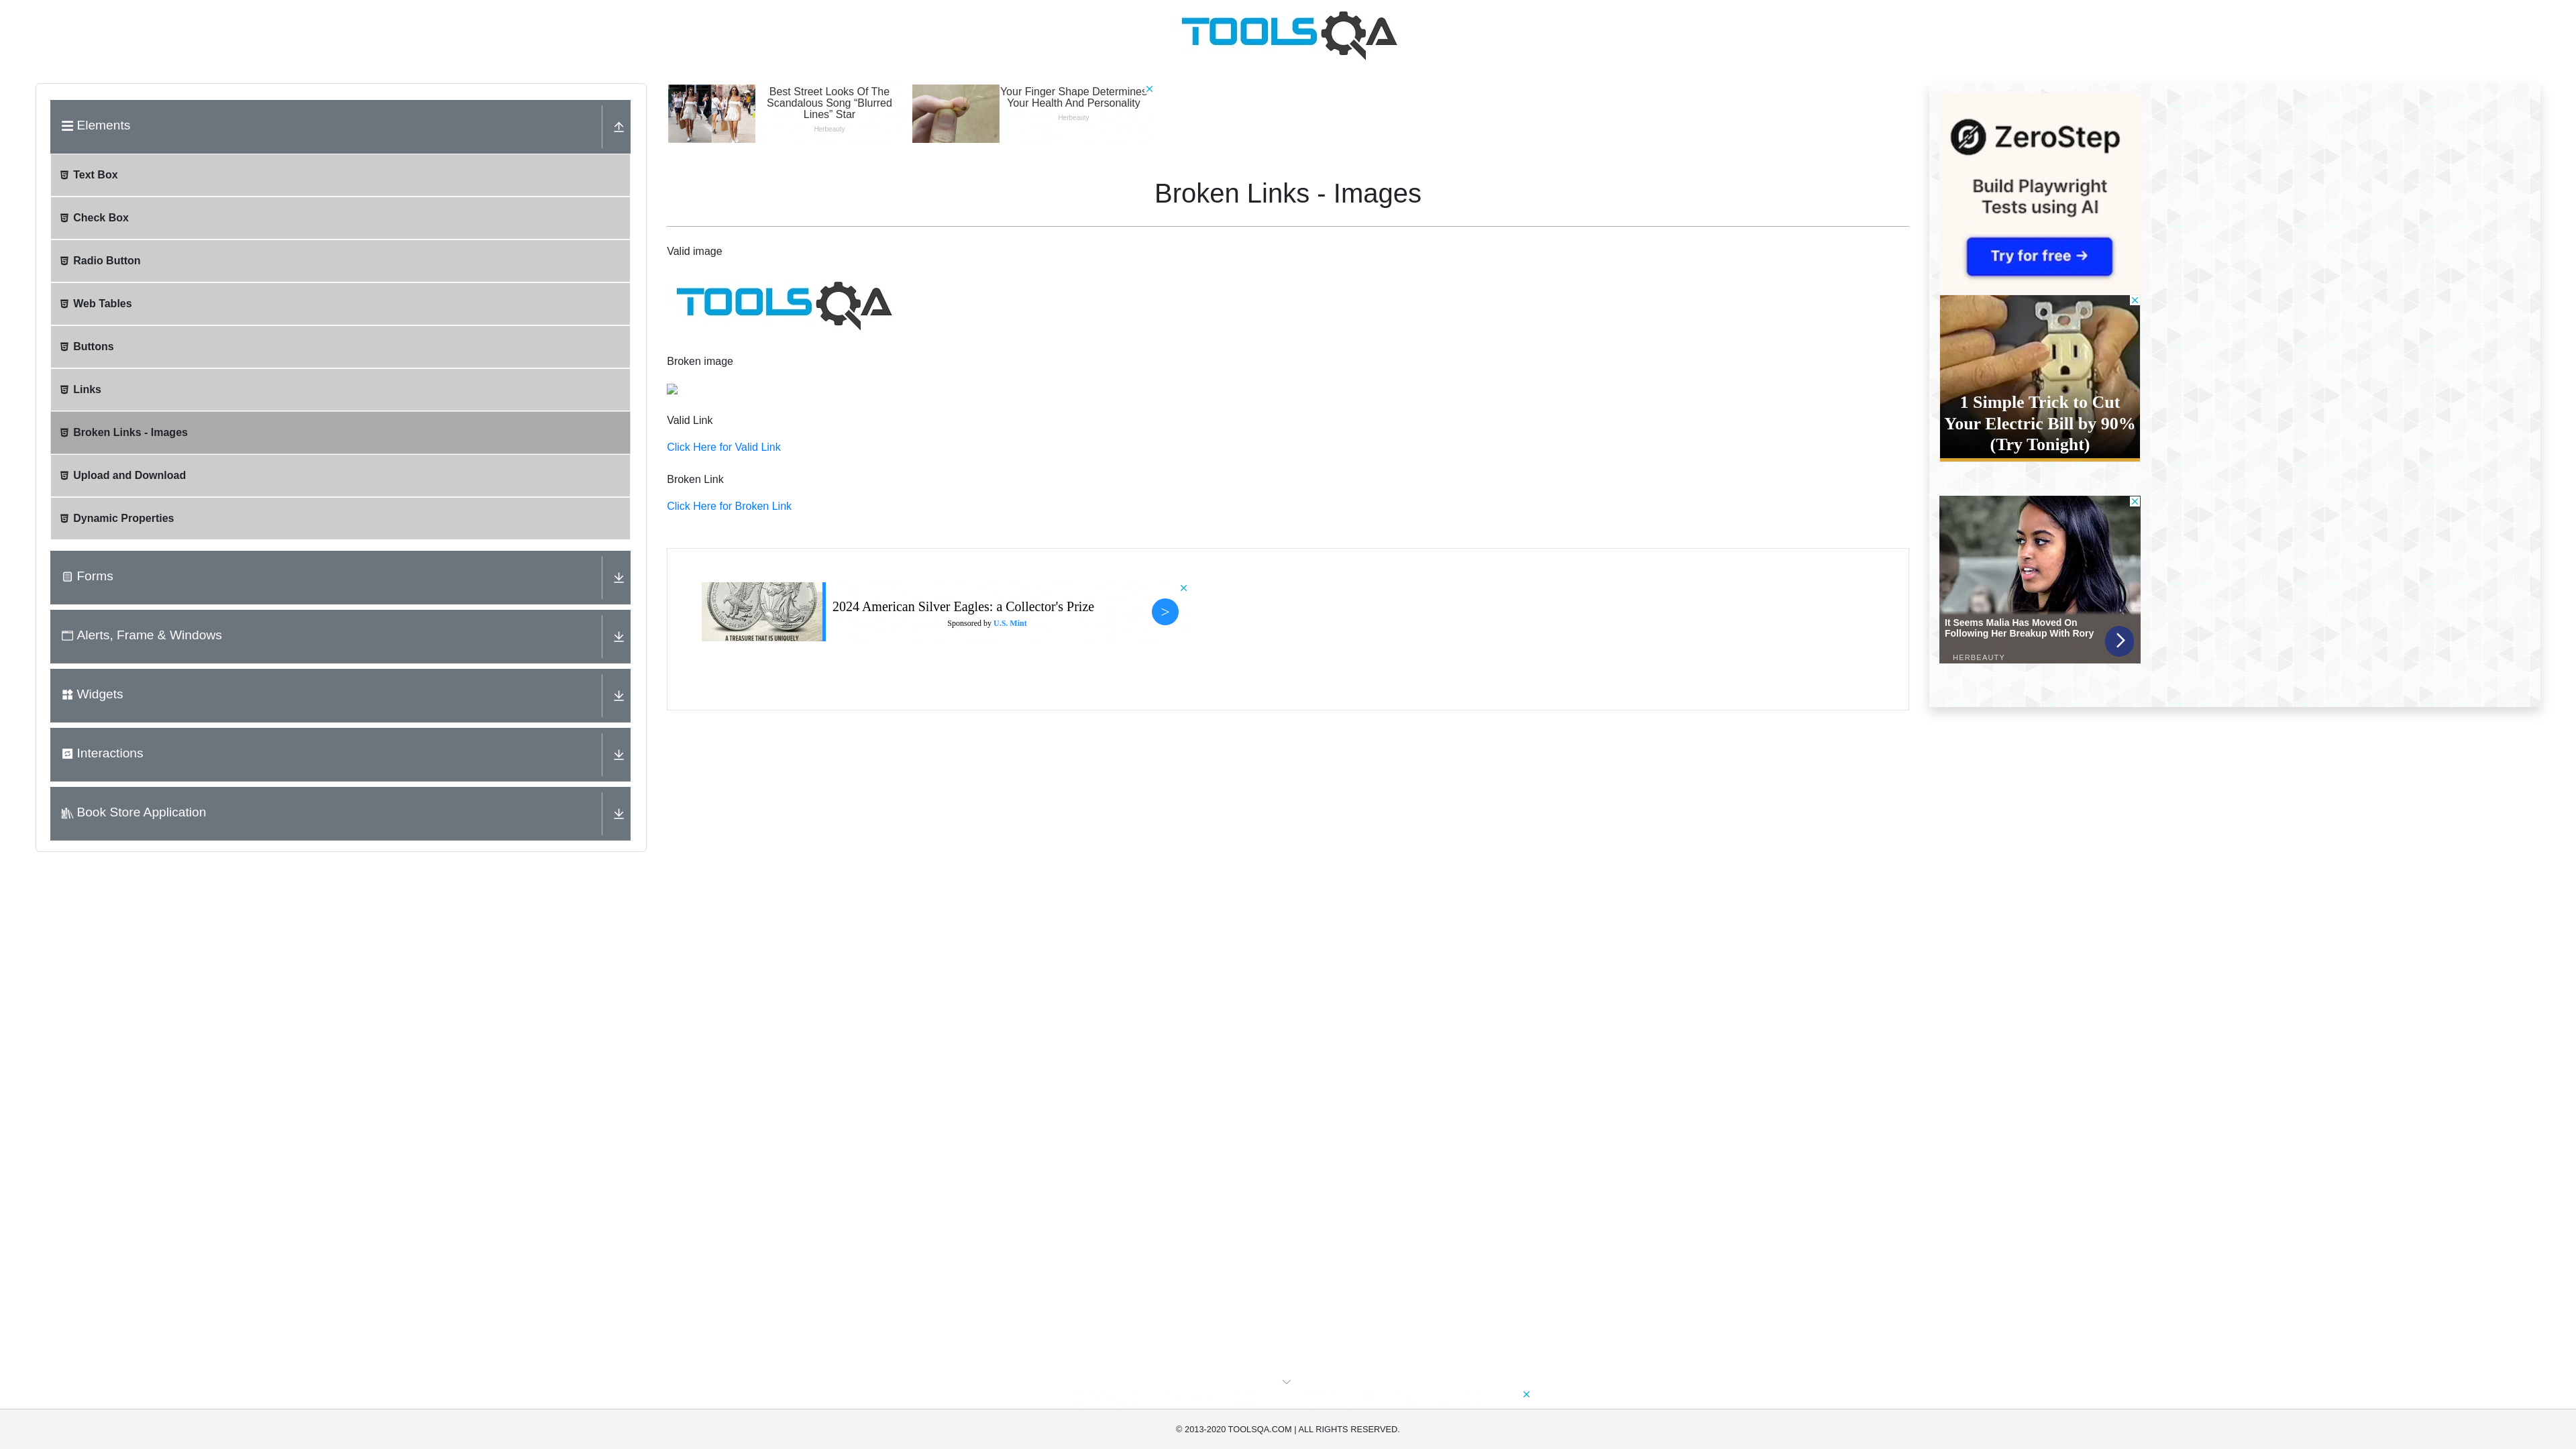 TOOLSQA
Elements
Text Box
Check Box
Radio Button
Web Tables
Buttons
Links
Broken Links - Images
Upload and Download
Dynamic Properties
Forms
Alerts, Frame & Windows
Widgets
Interactions
Book Store Application
Best Street Looks Of The
Scandalous Song “Blurred
Lines” Star
Herbeauty
Your Finger Shape Determines
Your Health And Personality
Herbeauty
Broken Links - Images
Valid image
TOOLSQA
Broken image
Valid Link
Click Here for Valid Link
Broken Link
Click Here for Broken Link
A TREASURE THAT IS UNIQUELY
2024 American Silver Eagles: a Collector's Prize
Sponsored by U.S. Mint
>
ZeroStep
Build Playwright
Tests using AI
Try for free →
1 Simple Trick to Cut
Your Electric Bill by 90%
(Try Tonight)
It Seems Malia Has Moved On
Following Her Breakup With Rory
HERBEAUTY
© 2013-2020 TOOLSQA.COM | ALL RIGHTS RESERVED.